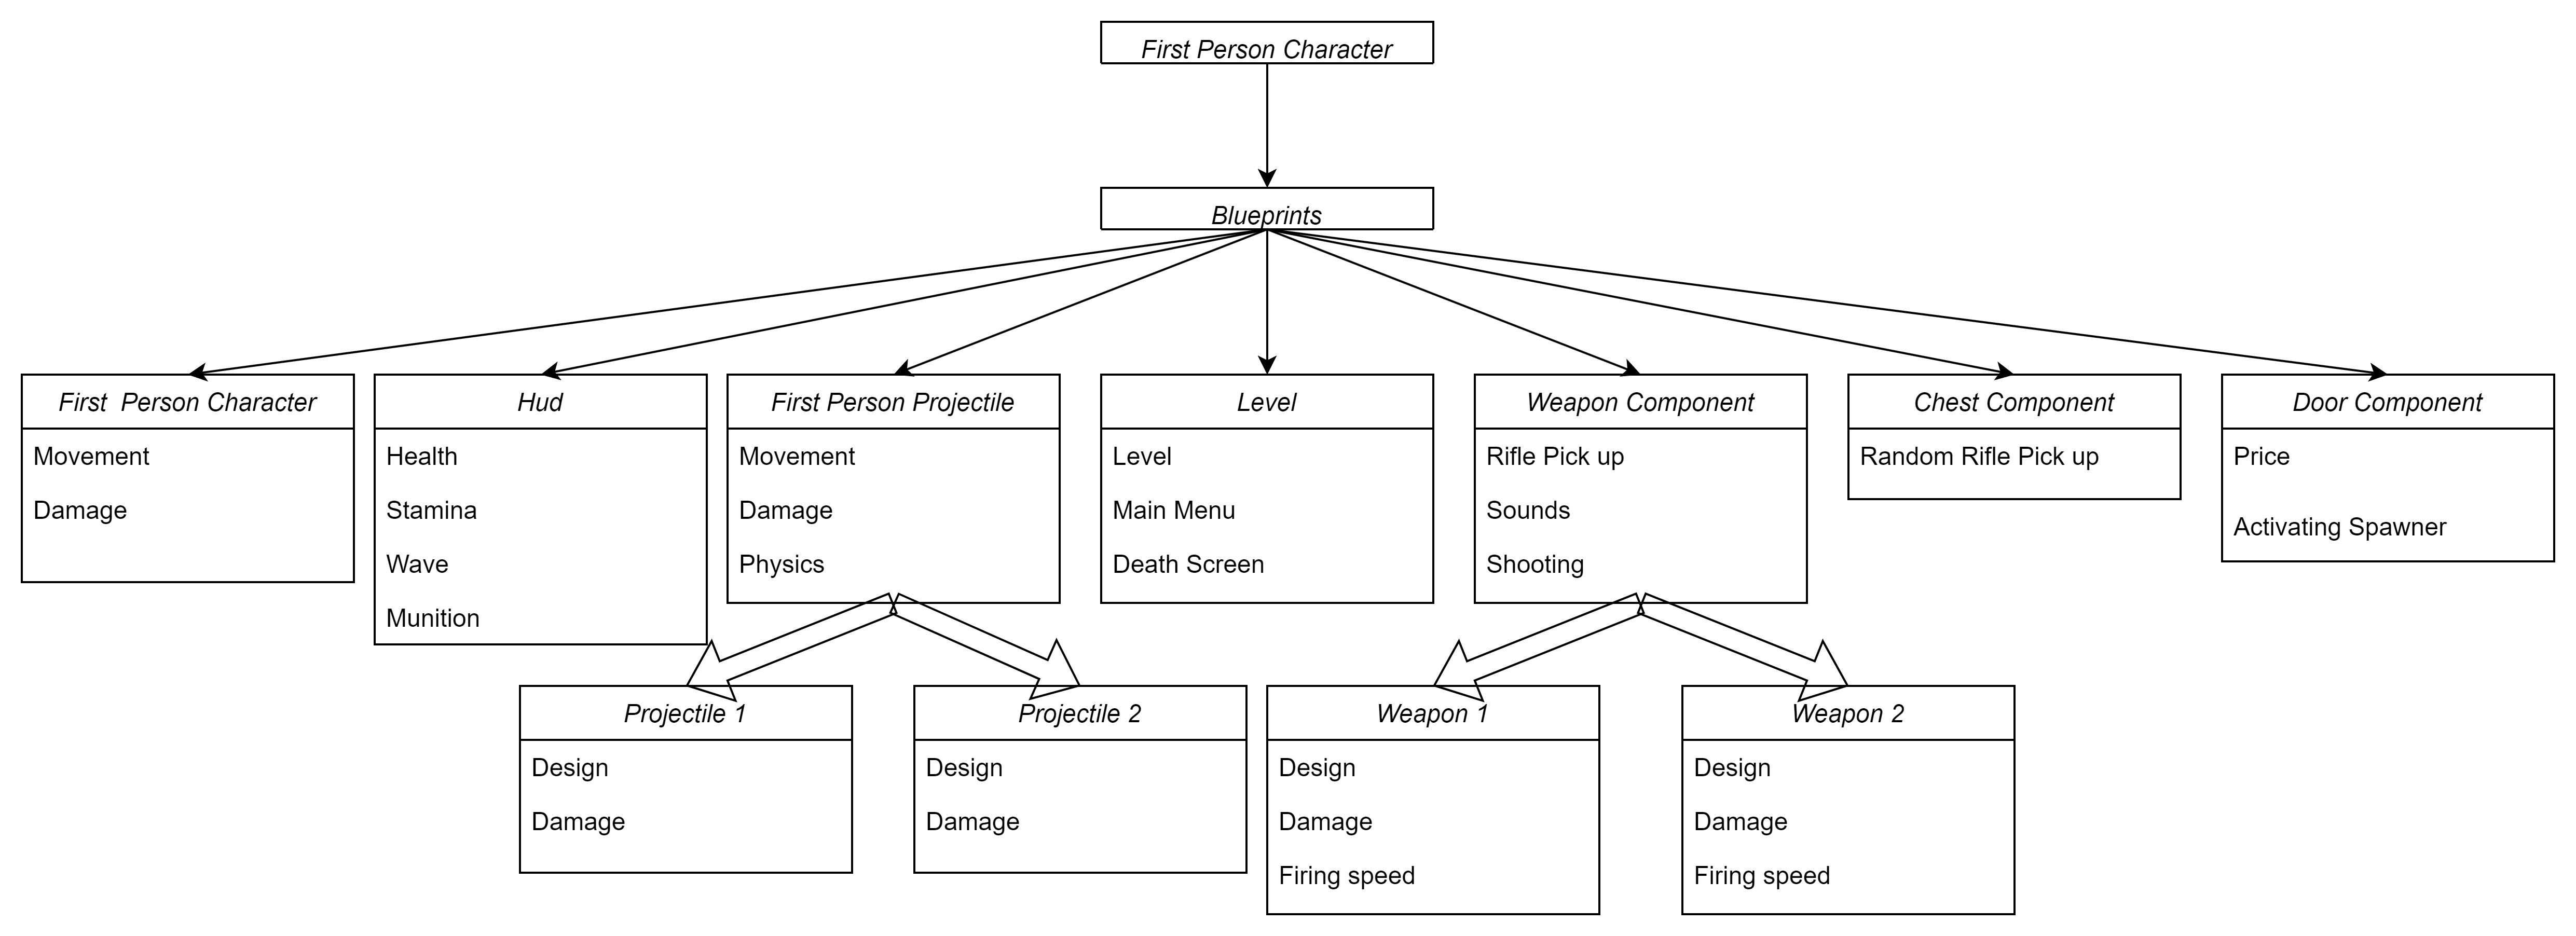 First Person Character
Blueprints
First  Person Character
Movement
Damage
Hud
Health
Stamina
Wave
Munition
First Person Projectile
Movement
Damage
Physics
Level
Level
Main Menu
Death Screen
Weapon Component
Rifle Pick up
Sounds
Shooting
Chest Component
Random Rifle Pick up
Door Component
Price
Activating Spawner
Projectile 1
Design
Damage
Projectile 2
Design
Damage
Weapon 1
Design
Damage
Firing speed
Weapon 2
Design
Damage
Firing speed